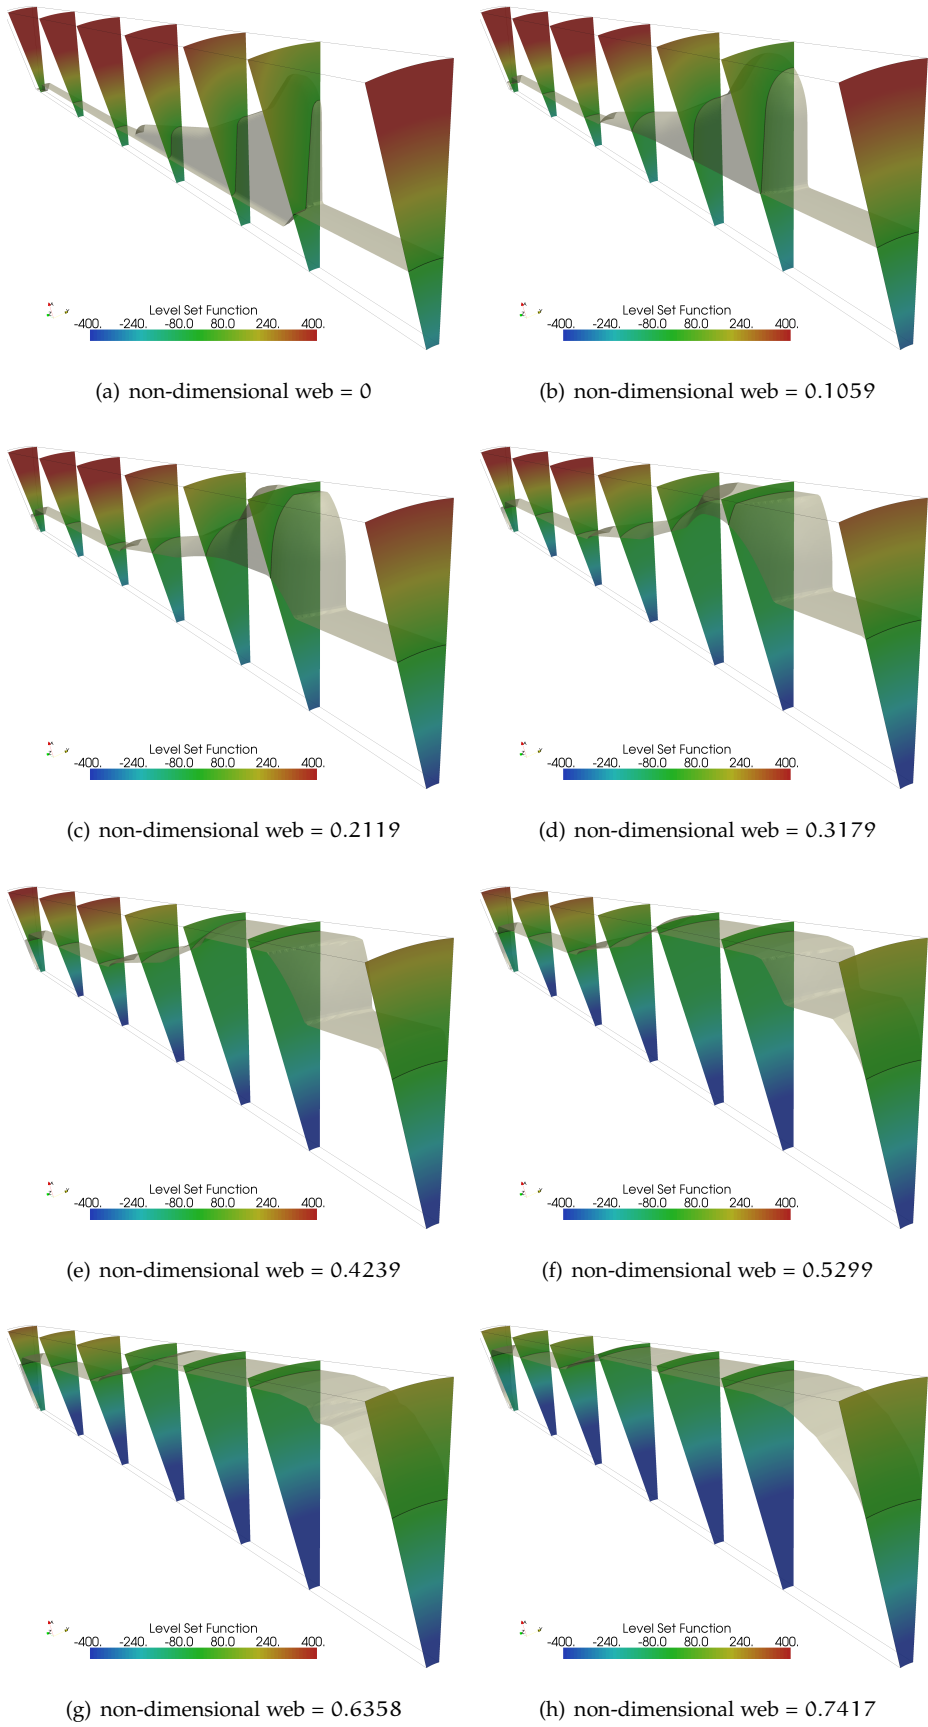 Level Set Function
-400. -240. -80.0 80.0 240. 400.
Level Set Function
-400. -240. -80.0 80.0 240. 400.
(a) non-dimensional web = 0
(b) non-dimensional web = 0.1059
Level Set Function
-400. -240. -80.0 80.0 240. 400.
Level Set Function
-400. -240. -80.0 80.0 240. 400.
(c) non-dimensional web = 0.2119
(d) non-dimensional web = 0.3179
Level Set Function
-400. -240. -80.0 80.0 240. 400.
Level Set Function
-400. -240. -80.0 80.0 240. 400.
(e) non-dimensional web = 0.4239
(f) non-dimensional web = 0.5299
Level Set Function
-400. -240. -80.0 80.0 240. 400.
Level Set Function
-400. -240. -80.0 80.0 240. 400.
(g) non-dimensional web = 0.6358
(h) non-dimensional web = 0.7417